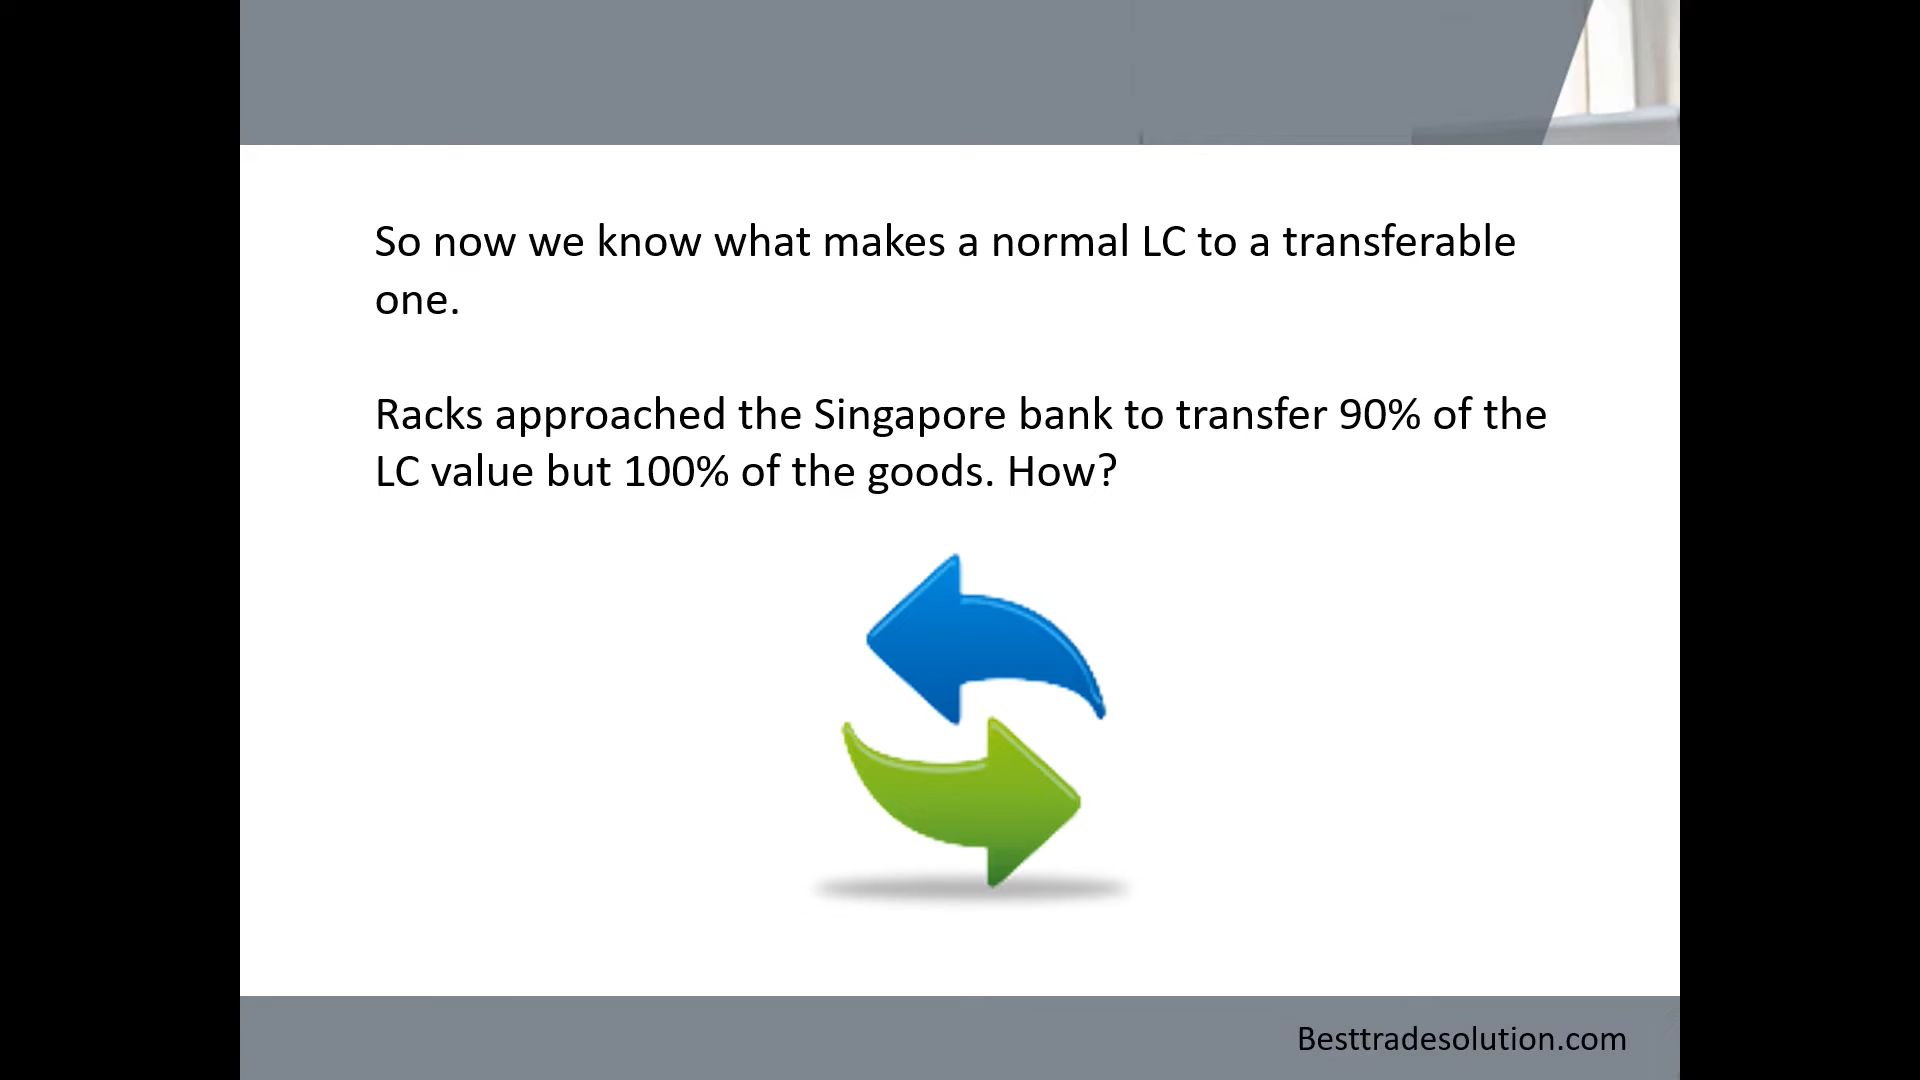 So now we know what makes a normal LC to a transferable
one.
Racks approached the Singapore bank to transfer 90% of the
LC value but 100% of the goods. How?
Besttradesolution.com